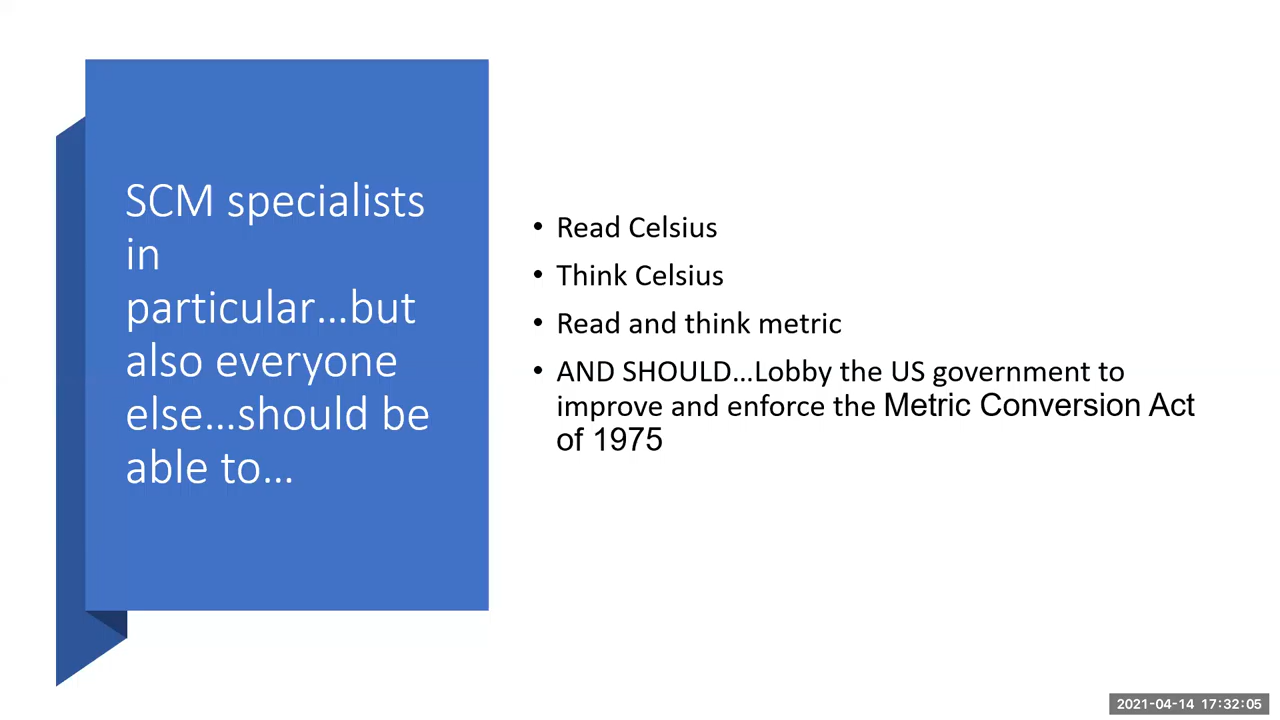 SCM specialists
in
particular…but
also everyone
else…should be
able to…
• Read Celsius
• Think Celsius
• Read and think metric
• AND SHOULD…Lobby the US government to
improve and enforce the Metric Conversion Act
of 1975
2021-04-14 17:32:05